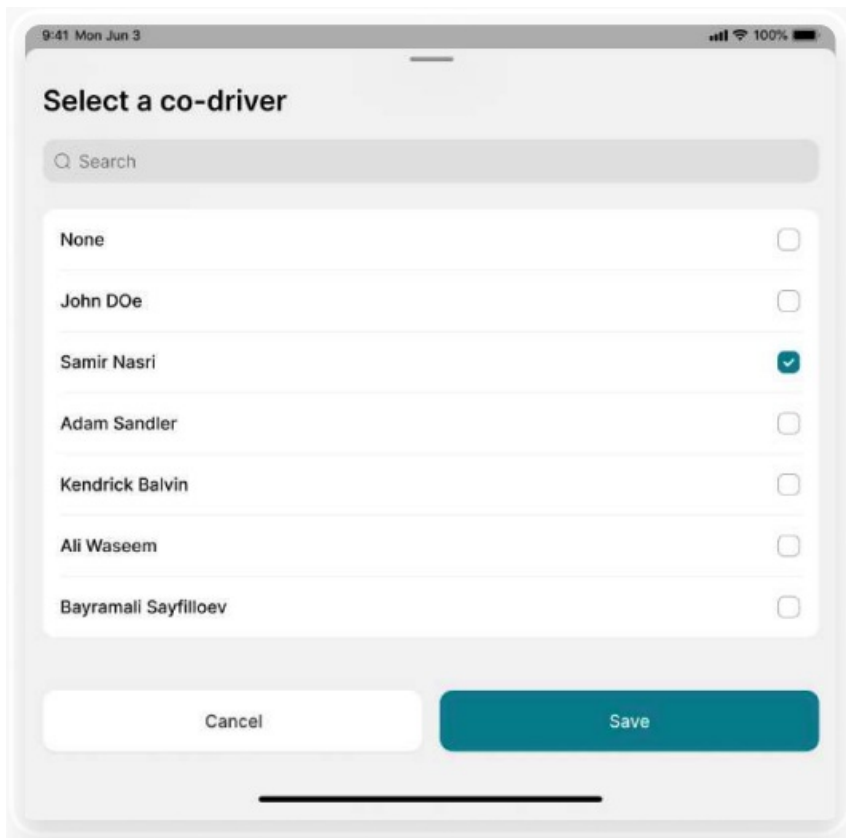 9:41 Mon Jun 3 100%
Select a co-driver
Search
None
John DOe
Samir Nasri
Adam Sandler
Kendrick Balvin
Ali Waseem
Bayramali Sayfilloev
Cancel Save